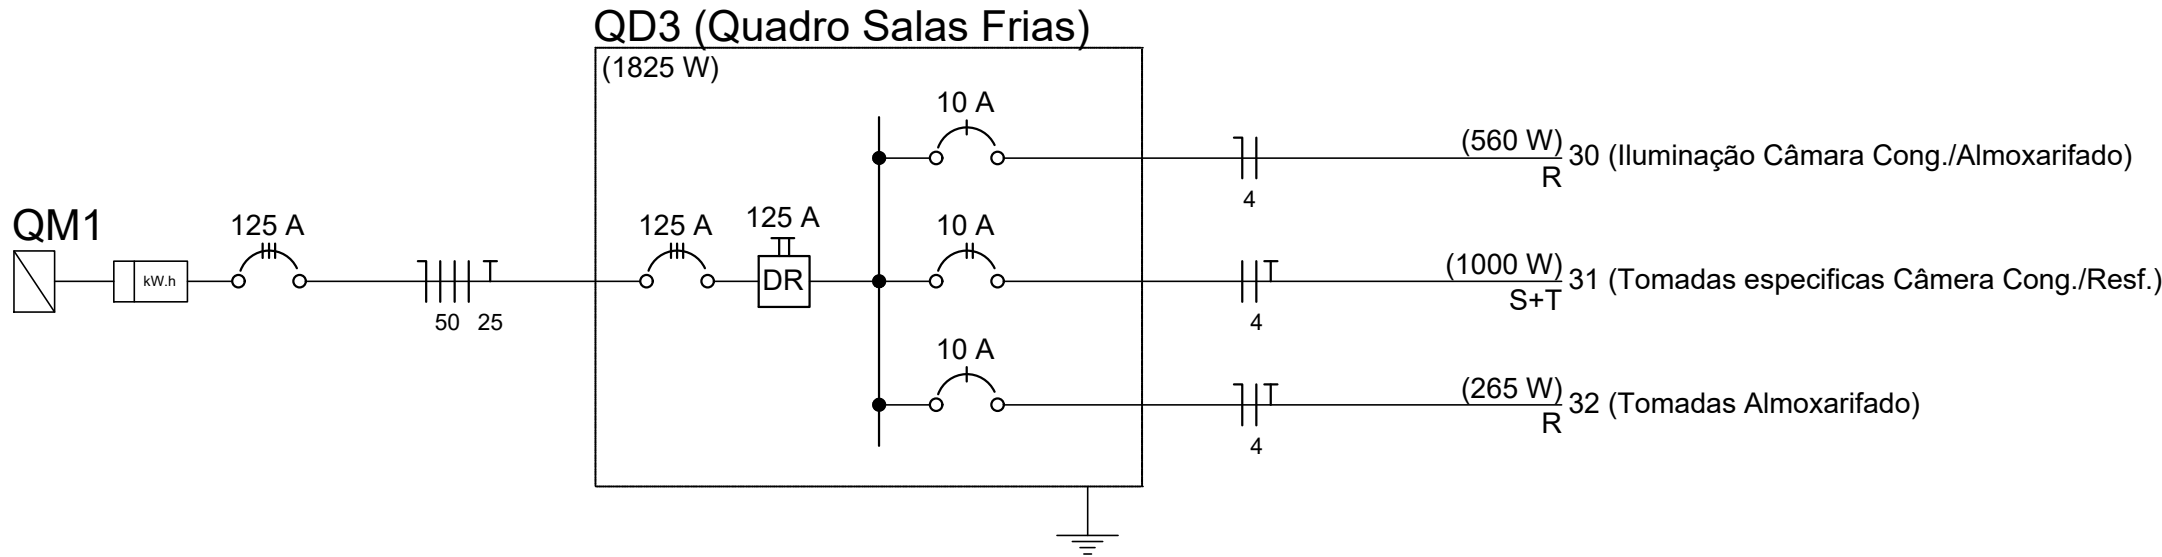 QD3 (Quadro Salas Frias)
(1825 W)
10 A
(560 W)
30 (Iluminação Câmara Cong./Almoxarifado)
R
4
QM1
125 A
125 A
125 A
10 A
kW.h
DR
(1000 W)
31 (Tomadas especificas Câmera Cong./Resf.)
S+T
50 25
4
10 A
(265 W)
32 (Tomadas Almoxarifado)
R
4